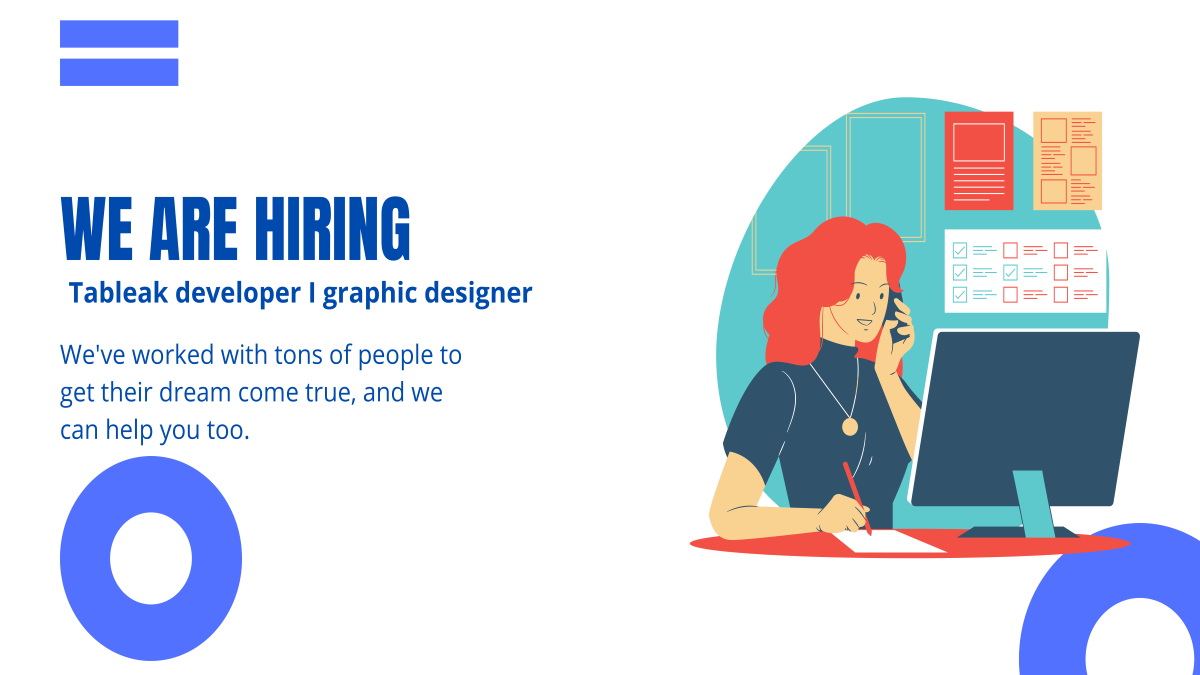 WE ARE HIRING
Tableak developer I graphic designer
We've worked with tons of people to
get their dream come true, and we
can help you too.